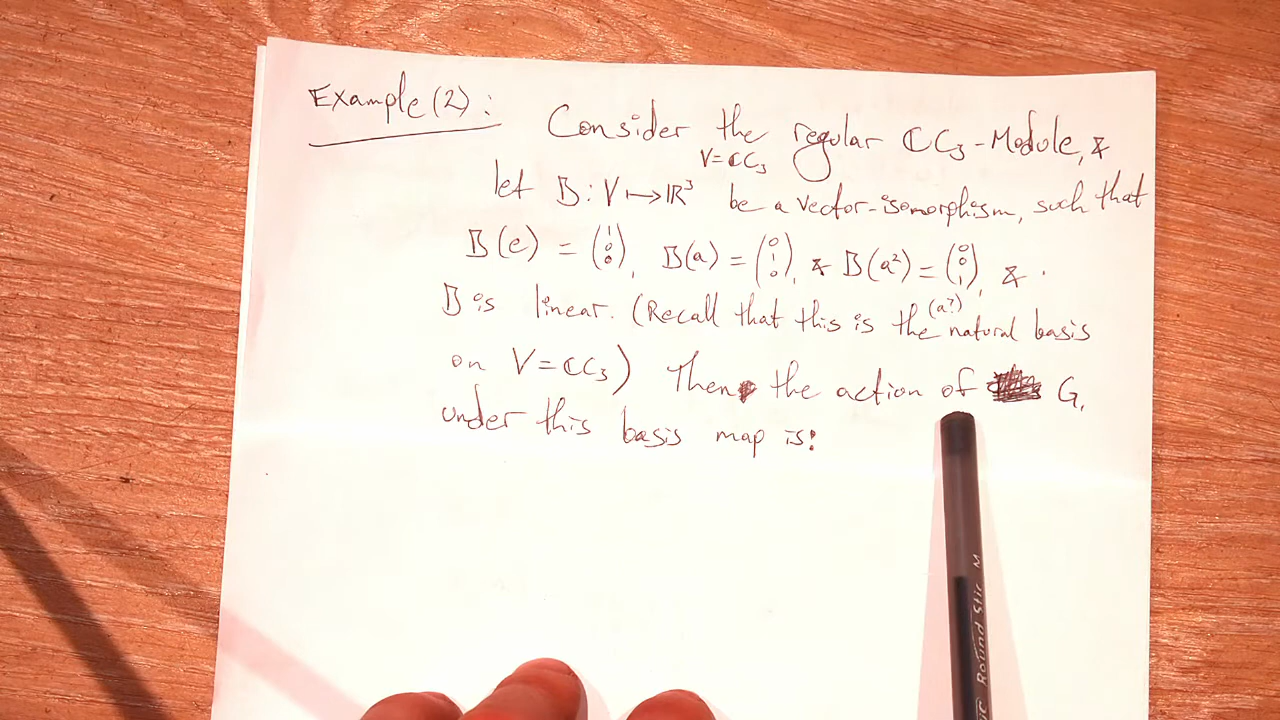 Example (2): Consider the regular ℂC₃-Module, &
V=ℂC₃
let B: V ↦ ℝ³ be a vector-isomorphism, such that
B(e) = (1 0 0), B(a) = (0 1 0), & B(a²) = (0 0 1), &
B is linear. (Recall that this is the (a?) natural basis
on V=ℂC₃) Then the action of G,
under this basis map is:
Round Stic M